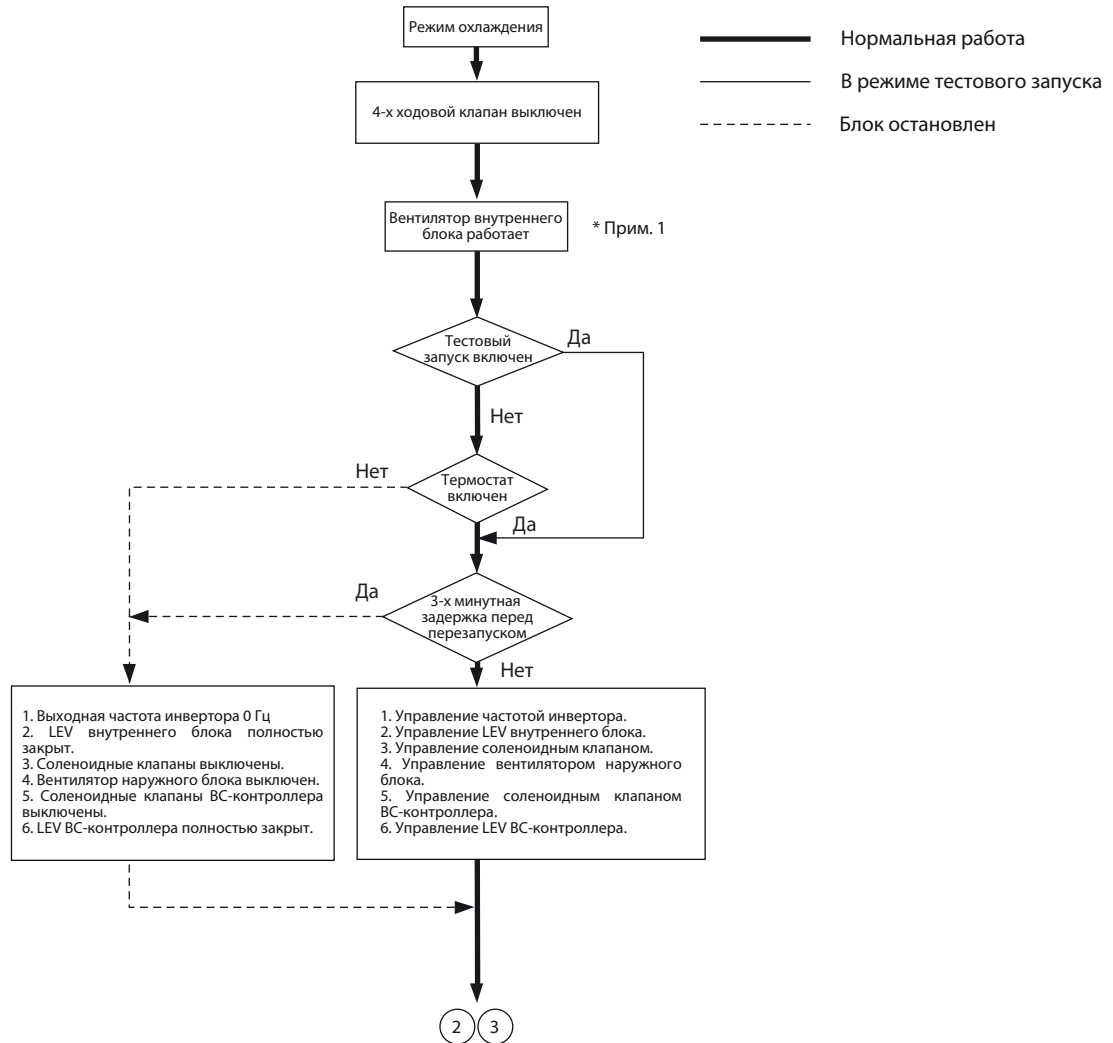 Режим охлаждения
Нормальная работа
В режиме тестового запуска
Блок остановлен
4-х ходовой клапан выключен
Вентилятор внутреннего
блока работает
* Прим. 1
Тестовый
запуск включен
Да
Нет
Термостат
включен
Нет
Да
3-х минутная
задержка перед
перезапуском
Да
Нет
1. Выходная частота инвертора 0 Гц
2. LEV внутреннего блока полностью
закрыт.
3. Соленоидные клапаны выключены.
4. Вентилятор наружного блока выключен.
5. Соленоидные клапаны BC-контроллера
выключены.
6. LEV BC-контроллера полностью закрыт.
1. Управление частотой инвертора.
2. Управление LEV внутреннего блока.
3. Управление соленоидным клапаном.
4. Управление вентилятором наружного
блока.
5. Управление соленоидным клапаном
BC-контроллера.
6. Управление LEV BC-контроллера.
2 3